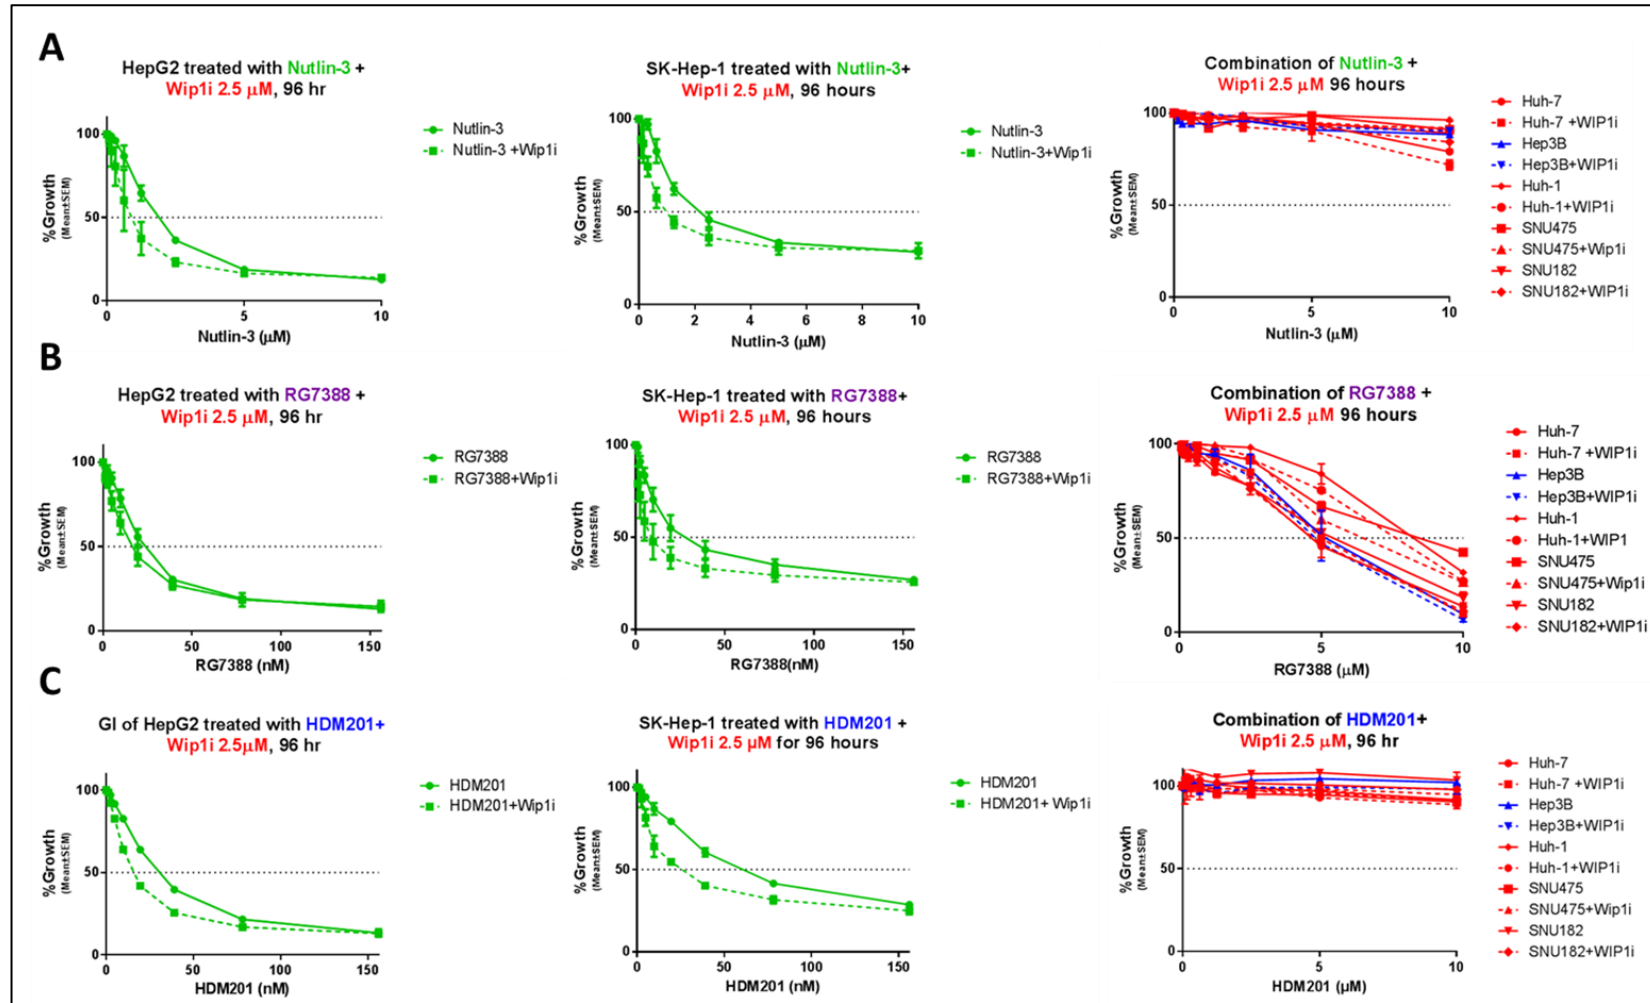 A
HepG2 treated with Nutlin-3 +
Wip1i 2.5 μM, 96 hr
100
50
0
%Growth
(Mean±SEM)
0
5
10
Nutlin-3 (μM)
Nutlin-3
Nutlin-3 +Wip1i
SK-Hep-1 treated with Nutlin-3+
Wip1i 2.5 μM, 96 hours
100
50
0
%Growth
(Mean±SEM)
0
2
4
6
8
10
Nutlin-3 (μM)
Nutlin-3
Nutlin-3+Wip1i
Combination of Nutlin-3 +
Wip1i 2.5 μM 96 hours
100
50
0
%Growth
(Mean±SEM)
0
5
10
Nutlin-3 (μM)
Huh-7
Huh-7 +WIP1i
Hep3B
Hep3B+WIP1i
Huh-1
Huh-1+WIP1i
SNU475
SNU475+Wip1i
SNU182
SNU182+WIP1i
B
HepG2 treated with RG7388 +
Wip1i 2.5 μM, 96 hr
100
50
0
%Growth
(Mean±SEM)
0
50
100
150
RG7388 (nM)
RG7388
RG7388+Wip1i
SK-Hep-1 treated with RG7388+
Wip1i 2.5 μM, 96 hours
100
50
0
%Growth
(Mean±SEM)
0
50
100
150
RG7388(nM)
RG7388
RG7388+Wip1i
Combination of RG7388 +
Wip1i 2.5 μM 96 hours
100
50
0
%Growth
(Mean±SEM)
0
5
10
RG7388 (μM)
Huh-7
Huh-7 +WIP1i
Hep3B
Hep3B+WIP1i
Huh-1
Huh-1+WIP1
SNU475
SNU475+Wip1i
SNU182
SNU182+WIP1i
C
GI of HepG2 treated with HDM201+
Wip1i 2.5μM, 96 hr
100
50
0
%Growth
(Mean±SEM)
0
50
100
150
HDM201 (nM)
HDM201
HDM201+Wip1i
SK-Hep-1 treated with HDM201 +
Wip1i 2.5 μM for 96 hours
100
50
0
%Growth
(Mean±SEM)
0
50
100
150
HDM201 (nM)
HDM201
HDM201+ Wip1i
Combination of HDM201+
Wip1i 2.5 μM, 96 hr
100
50
0
%Growth
(Mean±SEM)
0
5
10
HDM201 (μM)
Huh-7
Huh-7 +WIP1i
Hep3B
Hep3B+WIP1i
Huh-1
Huh-1+WIP1i
SNU475
SNU475+Wip1i
SNU182
SNU182+WIP1i